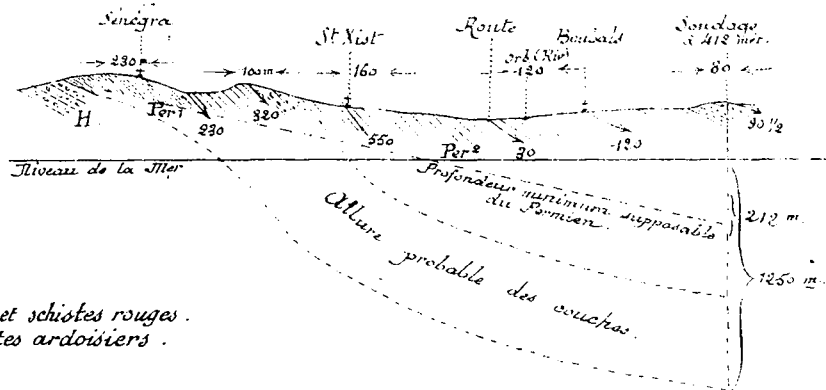 Sénégra
St Xist
Route
Orb (Riv)
Bousals
Sondage
à 412 mèt.
230
100m
160
120
80
H
Per¹
230
320
550
Per²
30
120
90 1/2
Niveau de la Mer
Profondeur minimum supposable
du Permien.
212 m.
Allure probable des couches.
1250 m.
et schistes rouges.
tes ardoisiers.